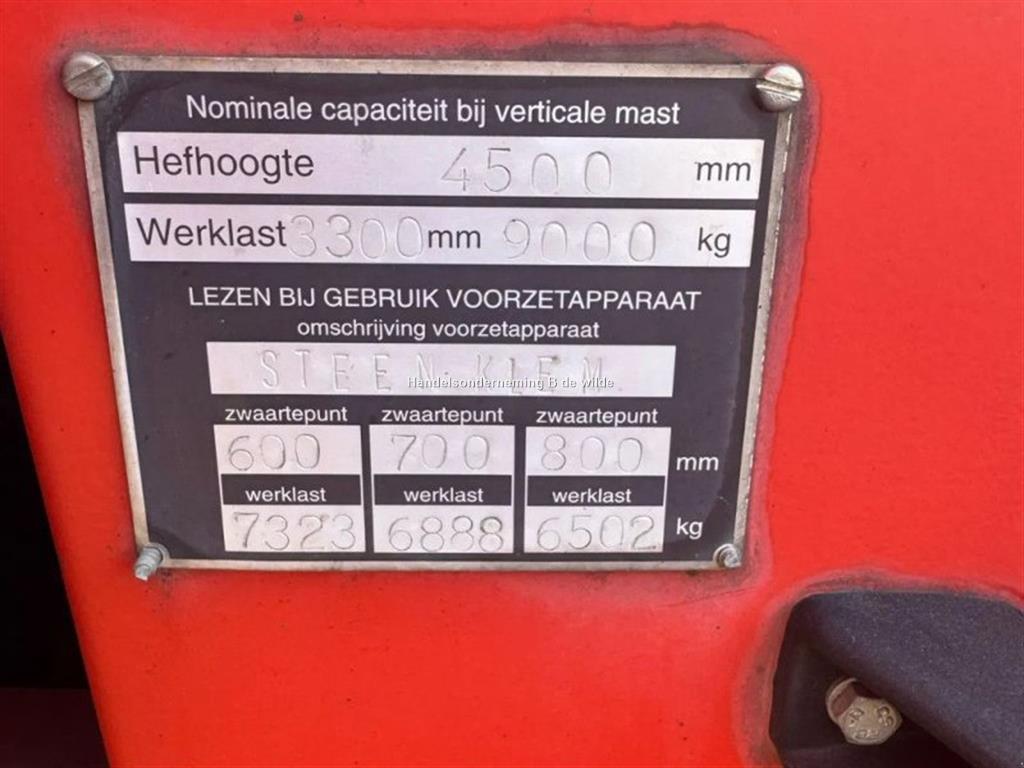 Nominale capaciteit bij verticale mast
Hefhoogte 4500 mm
Werklast 3300 mm 9000 kg
LEZEN BIJ GEBRUIK VOORZETAPPARAAT
omschrijving voorzetapparaat
STEEN KLEM
Handelsonderneming B de wilde
zwaartepunt zwaartepunt zwaartepunt
600 700 800 mm
werklast werklast werklast
7323 6888 6502 kg